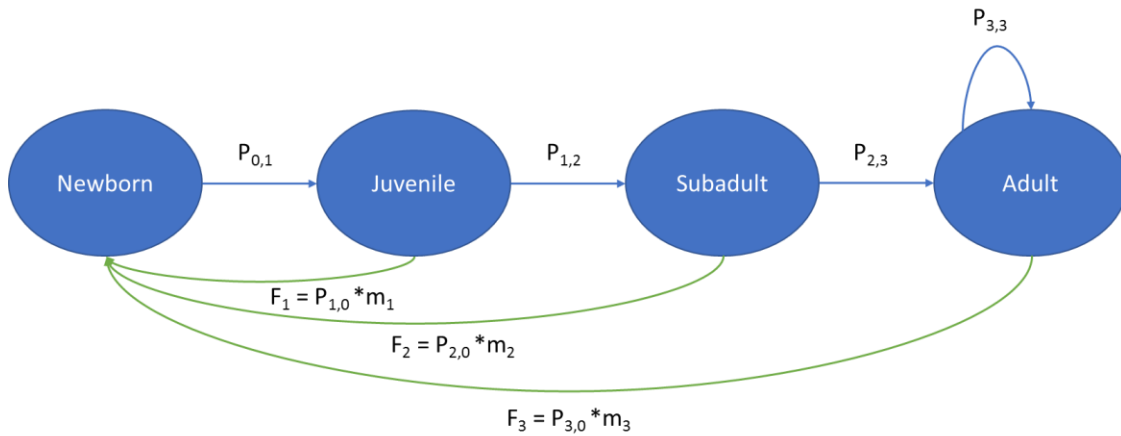 P3,3
P0,1
P1,2
P2,3
Newborn
Juvenile
Subadult
Adult
F1 = P1,0 *m1
F2 = P2,0 *m2
F3 = P3,0 *m3